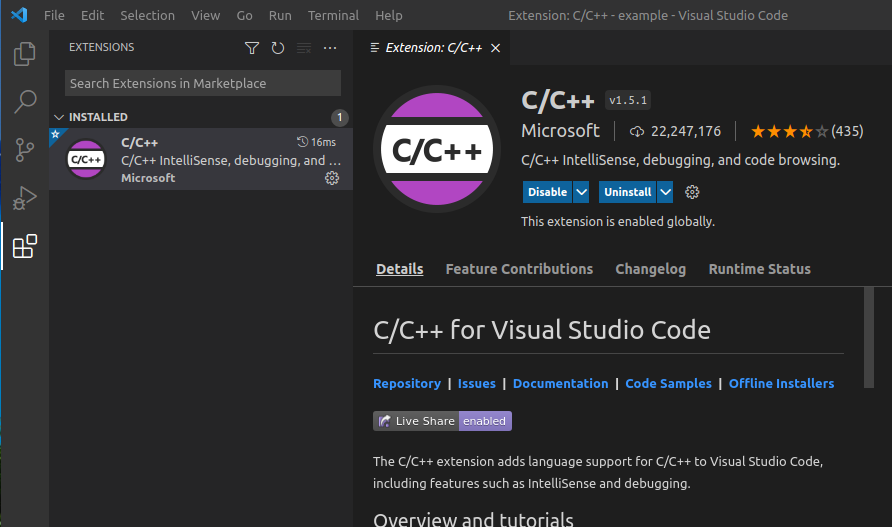 File Edit Selection View Go Run Terminal Help Extension: C/C++ - example - Visual Studio Code
EXTENSIONS
Search Extensions in Marketplace
INSTALLED 1
C/C++ 16ms
C/C++ IntelliSense, debugging, and ...
Microsoft
C/C++
Extension: C/C++
C/C++
C/C++ v1.5.1
Microsoft 22,247,176 (435)
C/C++ IntelliSense, debugging, and code browsing.
Disable Uninstall
This extension is enabled globally.
Details Feature Contributions Changelog Runtime Status
C/C++ for Visual Studio Code
Repository | Issues | Documentation | Code Samples | Offline Installers
Live Share enabled
The C/C++ extension adds language support for C/C++ to Visual Studio Code,
including features such as IntelliSense and debugging.
Overview and tutorials